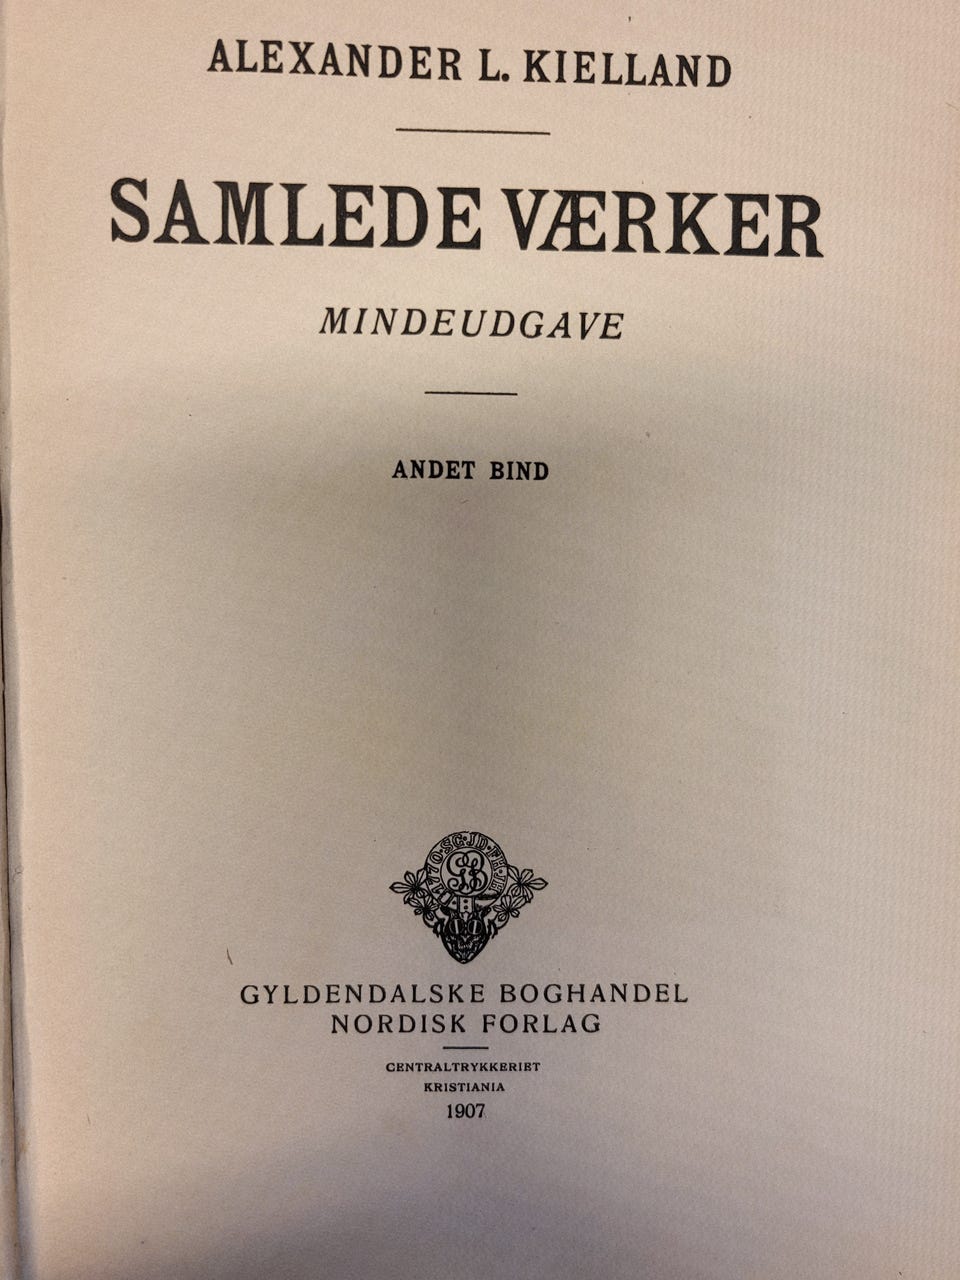 ALEXANDER L. KIELLAND
SAMLEDE VÆRKER
MINDEUDGAVE
ANDET BIND
GYLDENDALSKE BOGHANDEL
NORDISK FORLAG
CENTRALTRYKKERIET
KRISTIANIA
1907